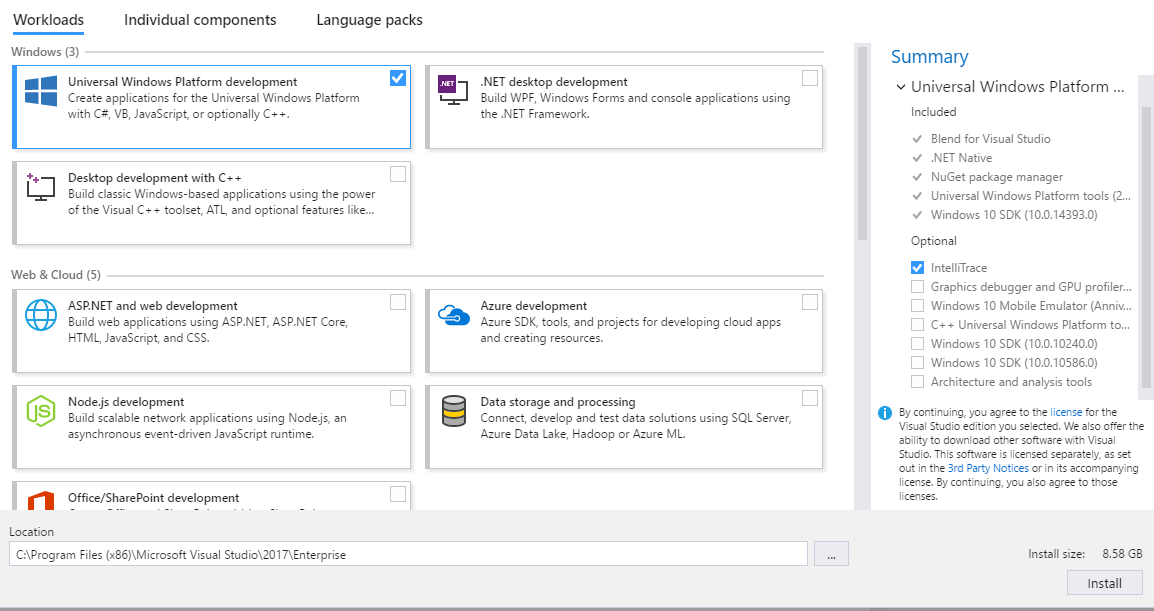 Workloads
Individual components
Language packs
Windows (3)
Universal Windows Platform development
Create applications for the Universal Windows Platform
with C#, VB, JavaScript, or optionally C++.
.NET
.NET desktop development
Build WPF, Windows Forms and console applications using
the .NET Framework.
Desktop development with C++
Build classic Windows-based applications using the power
of the Visual C++ toolset, ATL, and optional features like...
Web & Cloud (5)
ASP.NET and web development
Build web applications using ASP.NET, ASP.NET Core,
HTML, JavaScript, and CSS.
Azure development
Azure SDK, tools, and projects for developing cloud apps
and creating resources.
JS
Node.js development
Build scalable network applications using Node.js, an
asynchronous event-driven JavaScript runtime.
Data storage and processing
Connect, develop and test data solutions using SQL Server,
Azure Data Lake, Hadoop or Azure ML.
Office/SharePoint development
Summary
Universal Windows Platform ...
Included
Blend for Visual Studio
.NET Native
NuGet package manager
Universal Windows Platform tools (2...
Windows 10 SDK (10.0.14393.0)
Optional
IntelliTrace
Graphics debugger and GPU profiler...
Windows 10 Mobile Emulator (Anniv...
C++ Universal Windows Platform to...
Windows 10 SDK (10.0.10240.0)
Windows 10 SDK (10.0.10586.0)
Architecture and analysis tools
By continuing, you agree to the license for the
Visual Studio edition you selected. We also offer the
ability to download other software with Visual
Studio. This software is licensed separately, as set
out in the 3rd Party Notices or in its accompanying
license. By continuing, you also agree to those
licenses.
Location
C:\Program Files (x86)\Microsoft Visual Studio\2017\Enterprise
...
Install size: 8.58 GB
Install